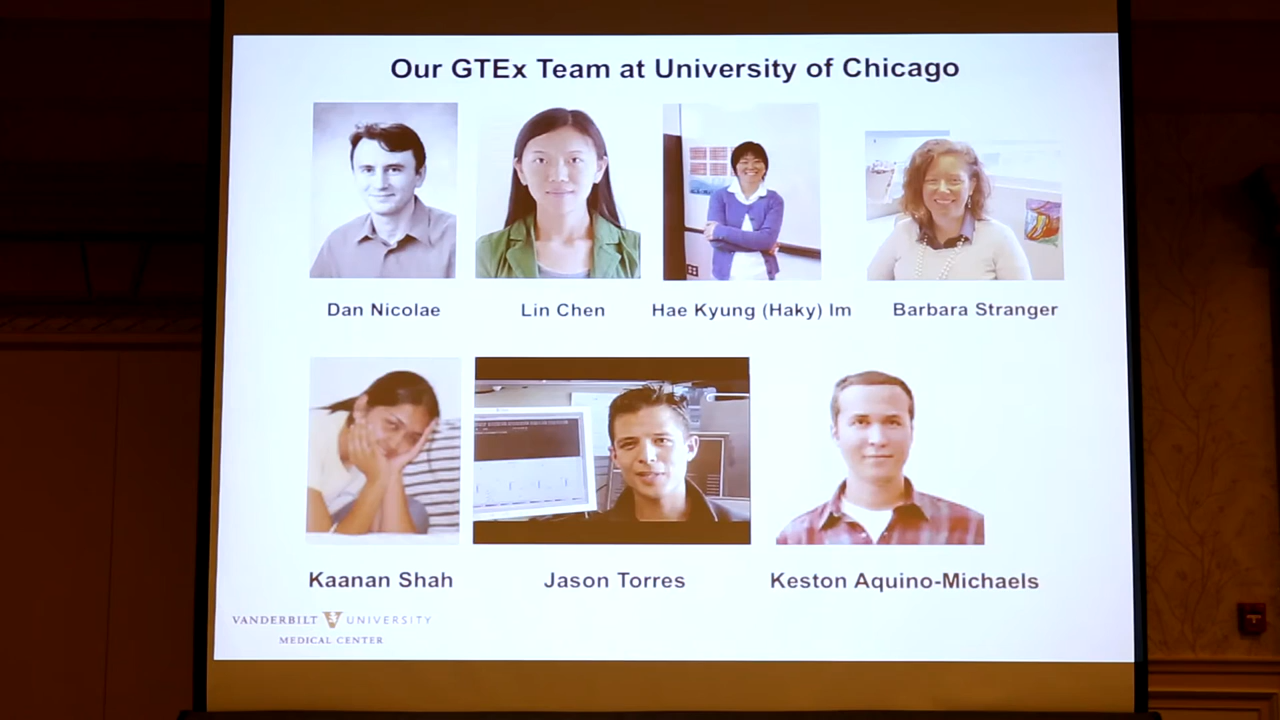 Our GTEx Team at University of Chicago
Dan Nicolae
Lin Chen
Hae Kyung (Haky) Im
Barbara Stranger
Kaanan Shah
Jason Torres
Keston Aquino-Michaels
VANDERBILT UNIVERSITY
MEDICAL CENTER